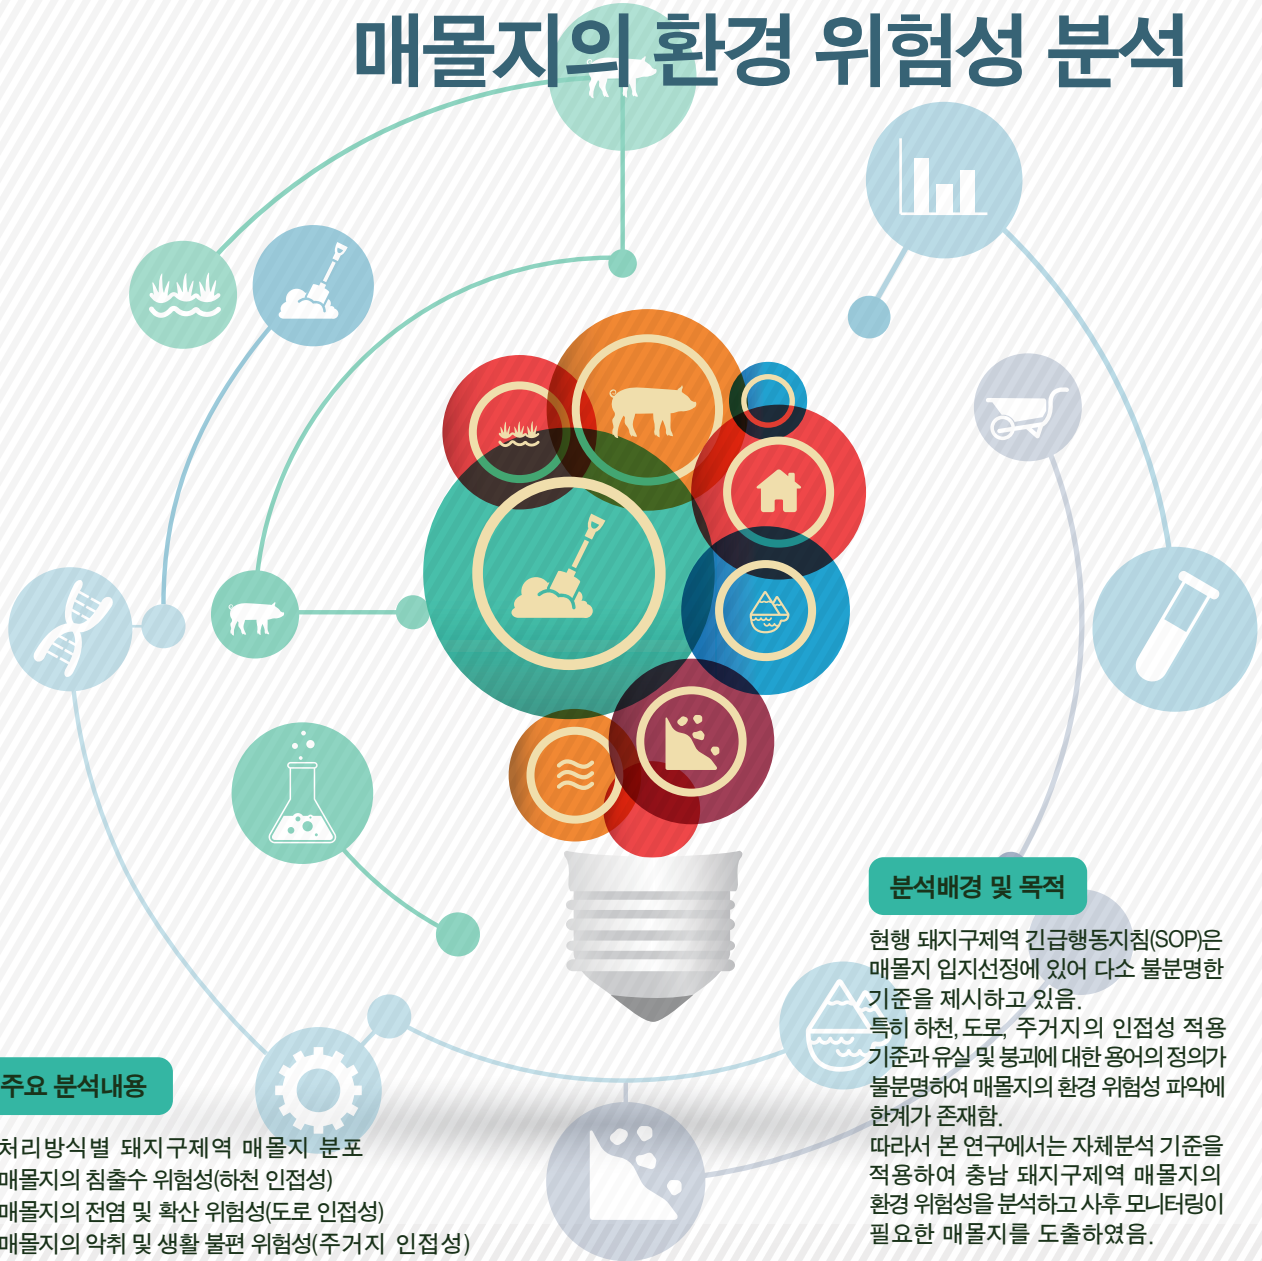 매몰지의 환경 위험성 분석
분석배경 및 목적
현행 돼지구제역 긴급행동지침(SOP)은
매몰지 입지선정에 있어 다소 불분명한
기준을 제시하고 있음.
특히 하천, 도로, 주거지의 인접성 적용
기준과 유실 및 붕괴에 대한 용어의 정의가
불분명하여 매몰지의 환경 위험성 파악에
한계가 존재함.
따라서 본 연구에서는 자체분석 기준을
적용하여 충남 돼지구제역 매몰지의
환경 위험성을 분석하고 사후 모니터링이
필요한 매몰지를 도출하였음.
주요 분석내용
처리방식별 돼지구제역 매몰지 분포
매몰지의 침출수 위험성(하천 인접성)
매몰지의 전염 및 확산 위험성(도로 인접성)
매몰지의 악취 및 생활 불편 위험성(주거지 인접성)